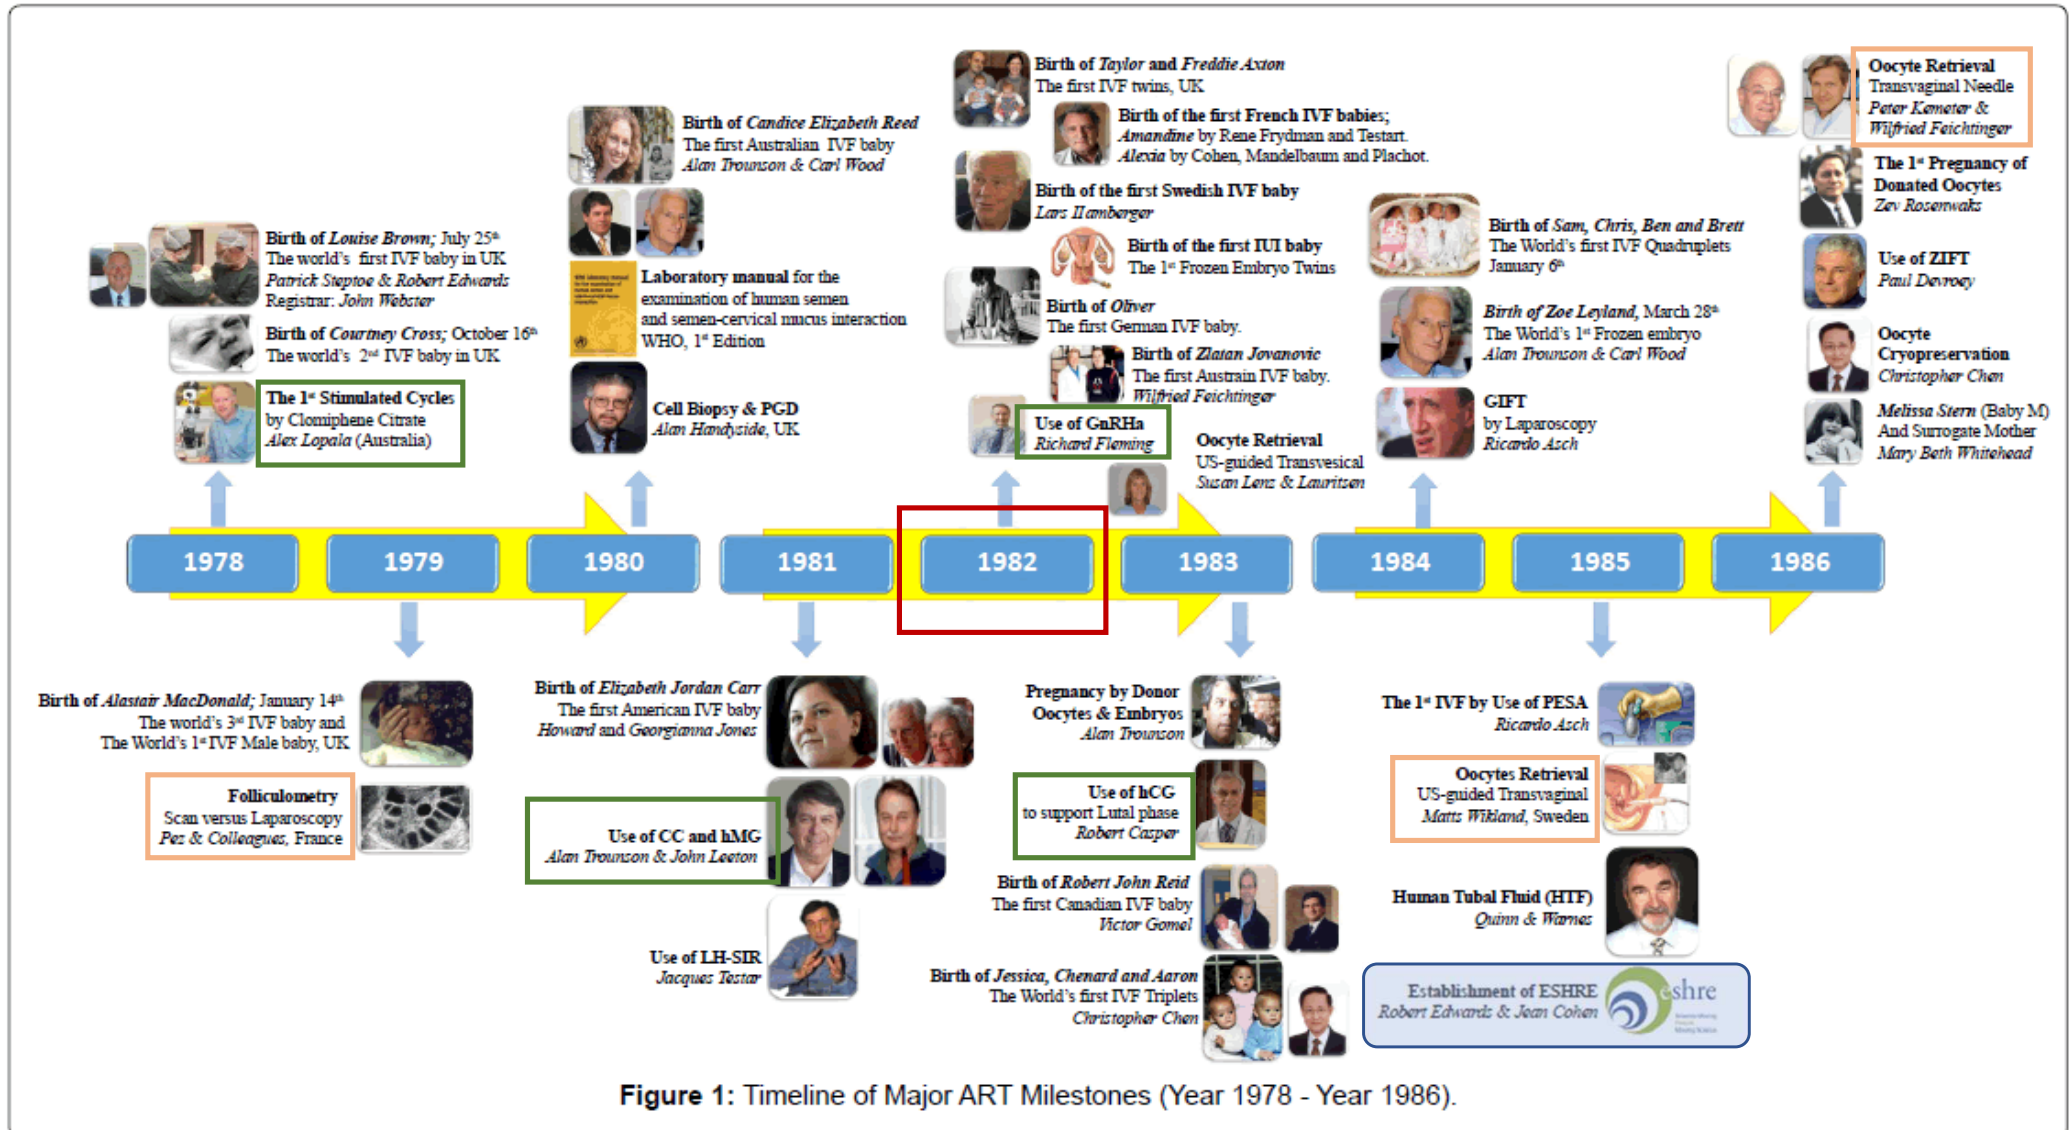 Birth of Louise Brown; July 25th
The world's first IVF baby in UK
Patrick Steptoe & Robert Edwards
Registrar: John Webster
Birth of Courtney Cross; October 16th
The world's 2nd IVF baby in UK
The 1st Stimulated Cycles
by Clomiphene Citrate
Alex Lopala (Australia)
Birth of Candice Elizabeth Reed
The first Australian IVF baby
Alan Trounson & Carl Wood
Laboratory manual for the
examination of human semen
and semen-cervical mucus interaction
WHO, 1st Edition
Cell Biopsy & PGD
Alan Handyside, UK
Birth of Taylor and Freddie Axton
The first IVF twins, UK
Birth of the first French IVF babies;
Amandine by Rene Frydman and Testart.
Alexia by Cohen, Mandelbaum and Plachot.
Birth of the first Swedish IVF baby
Lars Hamberger
Birth of the first IUI baby
The 1st Frozen Embryo Twins
Birth of Oliver
The first German IVF baby.
Birth of Zlatan Jovanovic
The first Austrain IVF baby.
Wilfried Feichtinger
Use of GnRHa
Richard Fleming
Oocyte Retrieval
US-guided Transvesical
Susan Lenz & Lauritsen
Birth of Sam, Chris, Ben and Brett
The World's first IVF Quadruplets
January 6th
Birth of Zoe Leyland, March 28th
The World's 1st Frozen embryo
Alan Trounson & Carl Wood
GIFT
by Laparoscopy
Ricardo Asch
Oocyte Retrieval
Transvaginal Needle
Peter Kemeter &
Wilfried Feichtinger
The 1st Pregnancy of
Donated Oocytes
Zev Rosenwaks
Use of ZIFT
Paul Devroey
Oocyte
Cryopreservation
Christopher Chen
Melissa Stern (Baby M)
And Surrogate Mother
Mary Beth Whitehead
1978
1979
1980
1981
1982
1983
1984
1985
1986
Birth of Alastair MacDonald; January 14th
The world's 3rd IVF baby and
The World's 1st IVF Male baby, UK
Folliculometry
Scan versus Laparoscopy
Pez & Colleagues, France
Birth of Elizabeth Jordan Carr
The first American IVF baby
Howard and Georgianna Jones
Use of CC and hMG
Alan Trounson & John Leeton
Use of LH-SIR
Jacques Testar
Pregnancy by Donor
Oocytes & Embryos
Alan Trounson
Use of hCG
to support Lutal phase
Robert Casper
Birth of Robert John Reid
The first Canadian IVF baby
Victor Gomel
Birth of Jessica, Chenard and Aaron
The World's first IVF Triplets
Christopher Chen
The 1st IVF by Use of PESA
Ricardo Asch
Oocytes Retrieval
US-guided Transvaginal
Matts Wikland, Sweden
Human Tubal Fluid (HTF)
Quinn & Warnes
Establishment of ESHRE
Robert Edwards & Jean Cohen
eshre
Figure 1: Timeline of Major ART Milestones (Year 1978 - Year 1986).